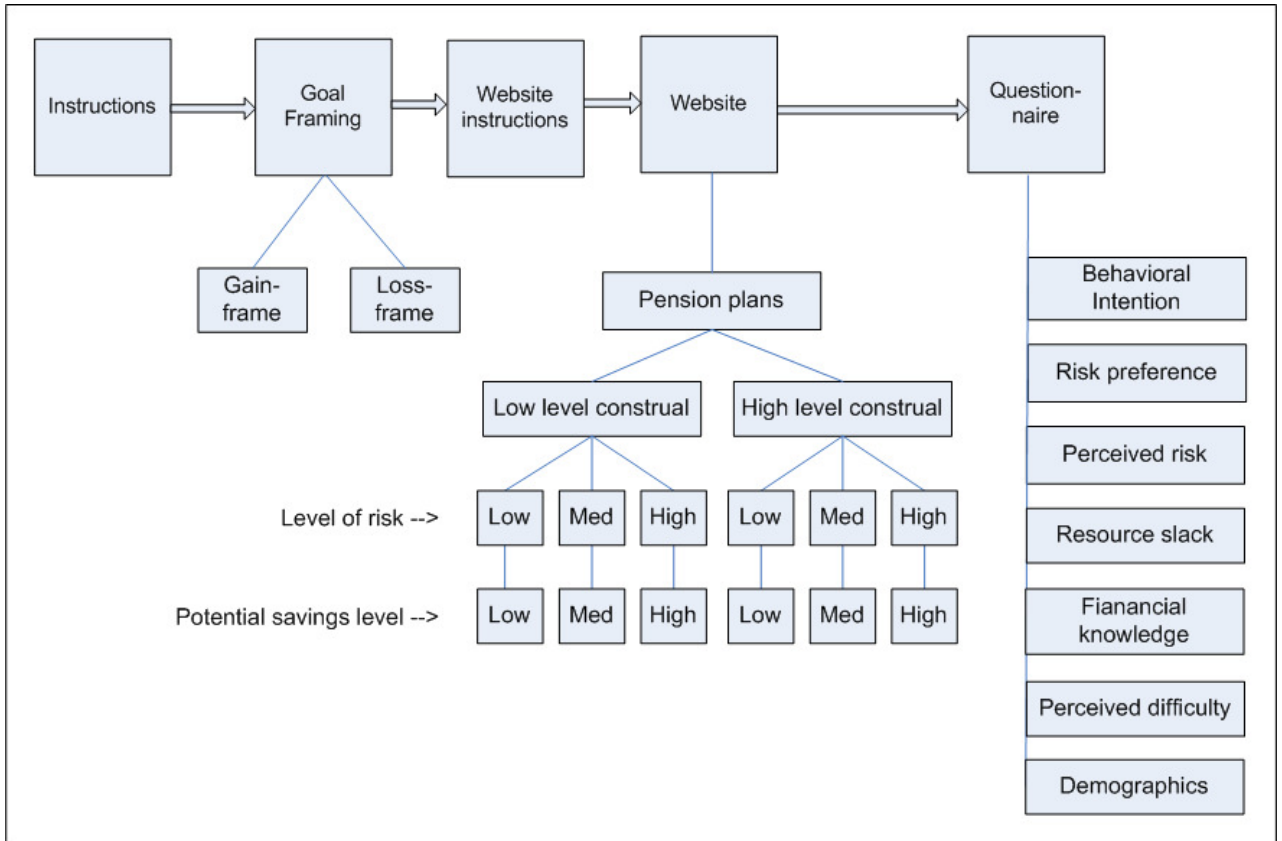 Instructions
Goal
Framing
Website
instructions
Website
Question-
naire
Gain-
frame
Loss-
frame
Pension plans
Low level construal
High level construal
Level of risk -->
Low
Med
High
Low
Med
High
Potential savings level -->
Low
Med
High
Low
Med
High
Behavioral
Intention
Risk preference
Perceived risk
Resource slack
Fianancial
knowledge
Perceived difficulty
Demographics